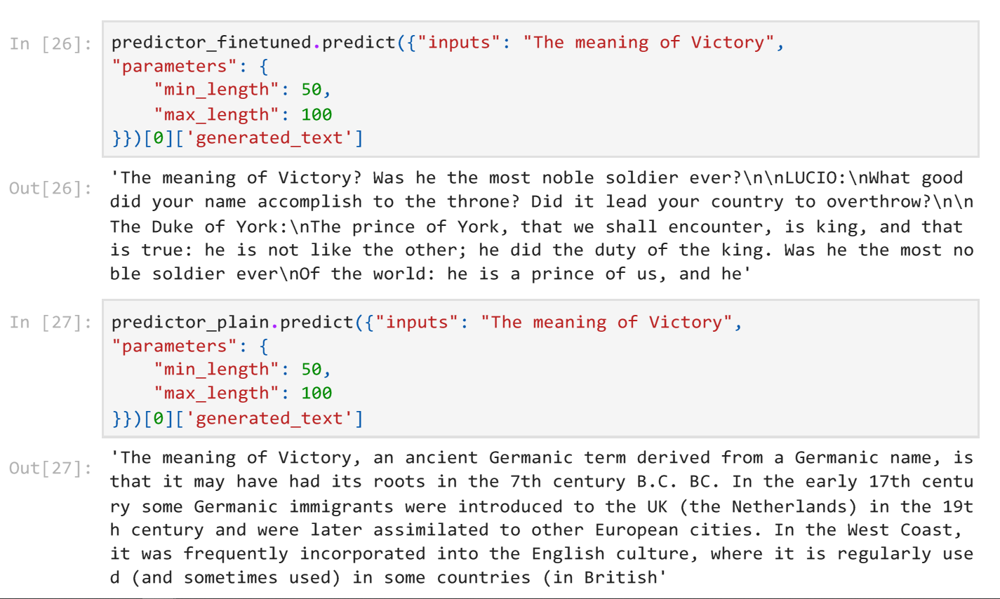 In [26]: predictor_finetuned.predict({"inputs": "The meaning of Victory",
"parameters": {
    "min_length": 50,
    "max_length": 100
}})[0]['generated_text']
Out[26]: 'The meaning of Victory? Was he the most noble soldier ever?\n\nLUCIO:\nWhat good
did your name accomplish to the throne? Did it lead your country to overthrow?\n\n
The Duke of York:\nThe prince of York, that we shall encounter, is king, and that
is true: he is not like the other; he did the duty of the king. Was he the most no
ble soldier ever\nOf the world: he is a prince of us, and he'
In [27]: predictor_plain.predict({"inputs": "The meaning of Victory",
"parameters": {
    "min_length": 50,
    "max_length": 100
}})[0]['generated_text']
Out[27]: 'The meaning of Victory, an ancient Germanic term derived from a Germanic name, is
that it may have had its roots in the 7th century B.C. BC. In the early 17th centu
ry some Germanic immigrants were introduced to the UK (the Netherlands) in the 19t
h century and were later assimilated to other European cities. In the West Coast,
it was frequently incorporated into the English culture, where it is regularly use
d (and sometimes used) in some countries (in British'